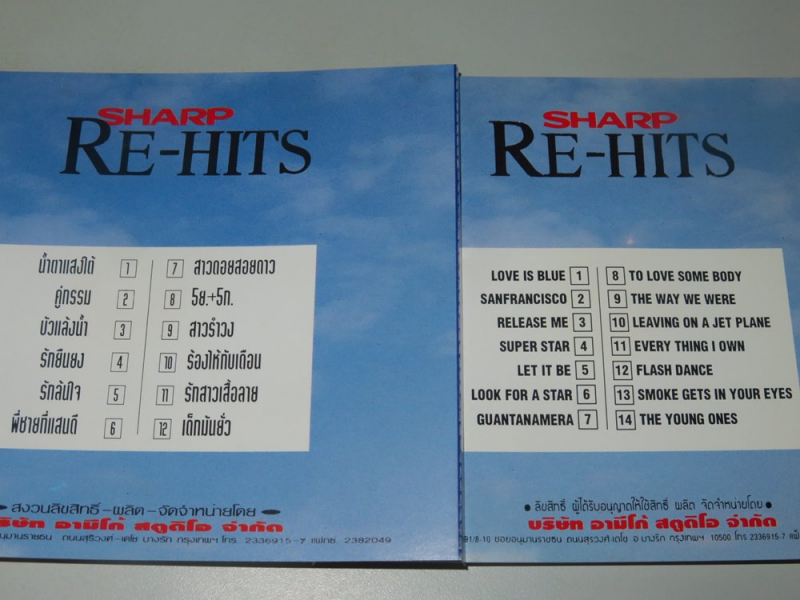 SHARP
RE-HITS
น้ำตาแสงใต้ 1
คู่กรรม 2
บัวแล้งน้ำ 3
รักยืนยง 4
รักล้นใจ 5
พี่ชายที่แสนดี 6
7 สาวดอยสอยดาว
8 5ย.+5ก.
9 สาวรำวง
10 ร้องไห้กับเดือน
11 รักสาวเสื้อลาย
12 เด็กมันยั่ว
สงวนลิขสิทธิ์-ผลิต-จัดจำหน่ายโดย
บริษัท อามีโก้ สตูดิโอ จำกัด
ถนนสุริวงศ์-เดโช บางรัก กรุงเทพฯ โทร. 2336915-7 แฟกซ์. 2382049
SHARP
RE-HITS
LOVE IS BLUE 1
SANFRANCISCO 2
RELEASE ME 3
SUPER STAR 4
LET IT BE 5
LOOK FOR A STAR 6
GUANTANAMERA 7
8 TO LOVE SOME BODY
9 THE WAY WE WERE
10 LEAVING ON A JET PLANE
11 EVERY THING I OWN
12 FLASH DANCE
13 SMOKE GETS IN YOUR EYES
14 THE YOUNG ONES
• ลิขสิทธิ์ ผู้ได้รับอนุญาตให้ใช้สิทธิ์ ผลิต จัดจำหน่ายโดย •
บริษัท อามีโก้ สตูดิโอ จำกัด
91/8-10 ซอยอนุมานราชธน ถนนสุริวงศ์-เดโช อ.บางรัก กรุงเทพฯ 10500 โทร 2336915-7